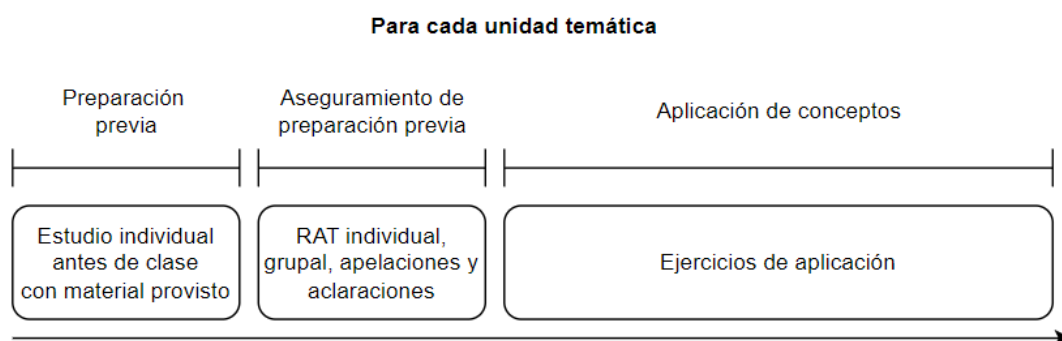 Para cada unidad temática
Preparación
previa
Aseguramiento de
preparación previa
Aplicación de conceptos
Estudio individual
antes de clase
con material provisto
RAT individual,
grupal, apelaciones y
aclaraciones
Ejercicios de aplicación